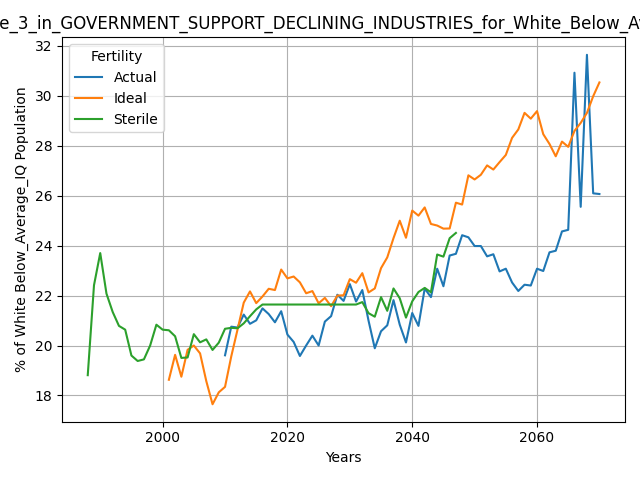 e_3_in_GOVERNMENT_SUPPORT_DECLINING_INDUSTRIES_for_White_Below_Av
Fertility
Actual
Ideal
Sterile
% of White Below_Average_IQ Population
32
30
28
26
24
22
20
18
2000
2020
2040
2060
Years